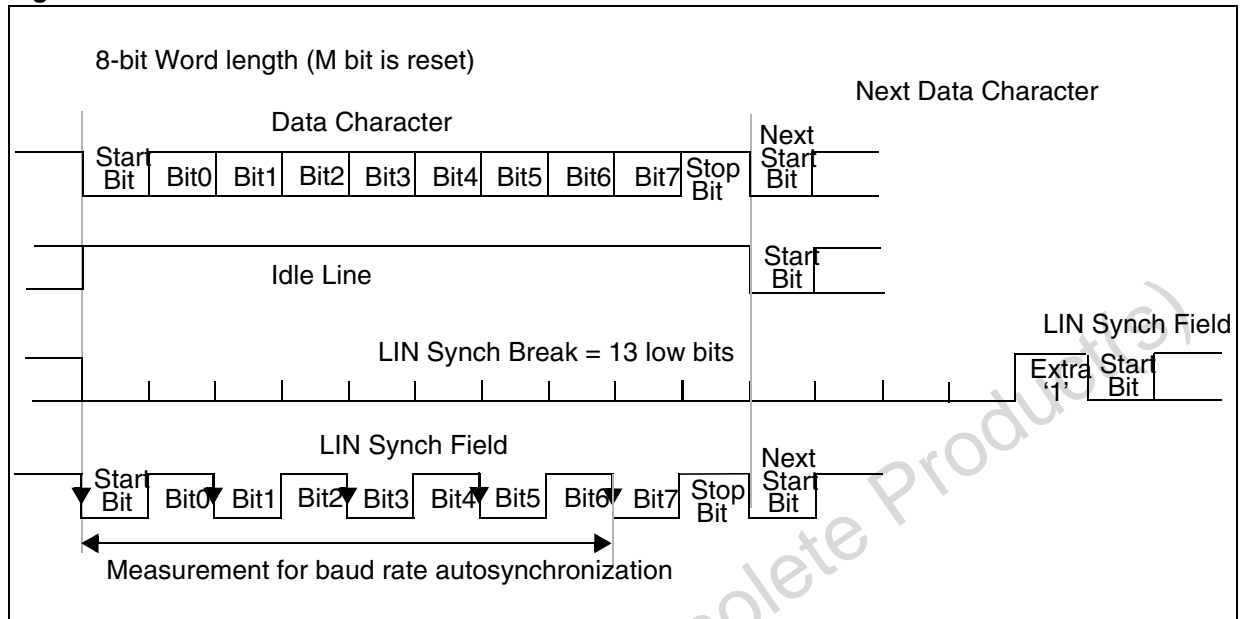 8-bit Word length (M bit is reset)
Next Data Character
Data Character
Start Bit Bit0 Bit1 Bit2 Bit3 Bit4 Bit5 Bit6 Bit7 Stop Bit Next Start Bit
Idle Line
Start Bit
LIN Synch Field
LIN Synch Break = 13 low bits
Extra '1' Start Bit
LIN Synch Field
Start Bit Bit0 Bit1 Bit2 Bit3 Bit4 Bit5 Bit6 Bit7 Stop Bit Next Start Bit
Measurement for baud rate autosynchronization
olete Product(s)